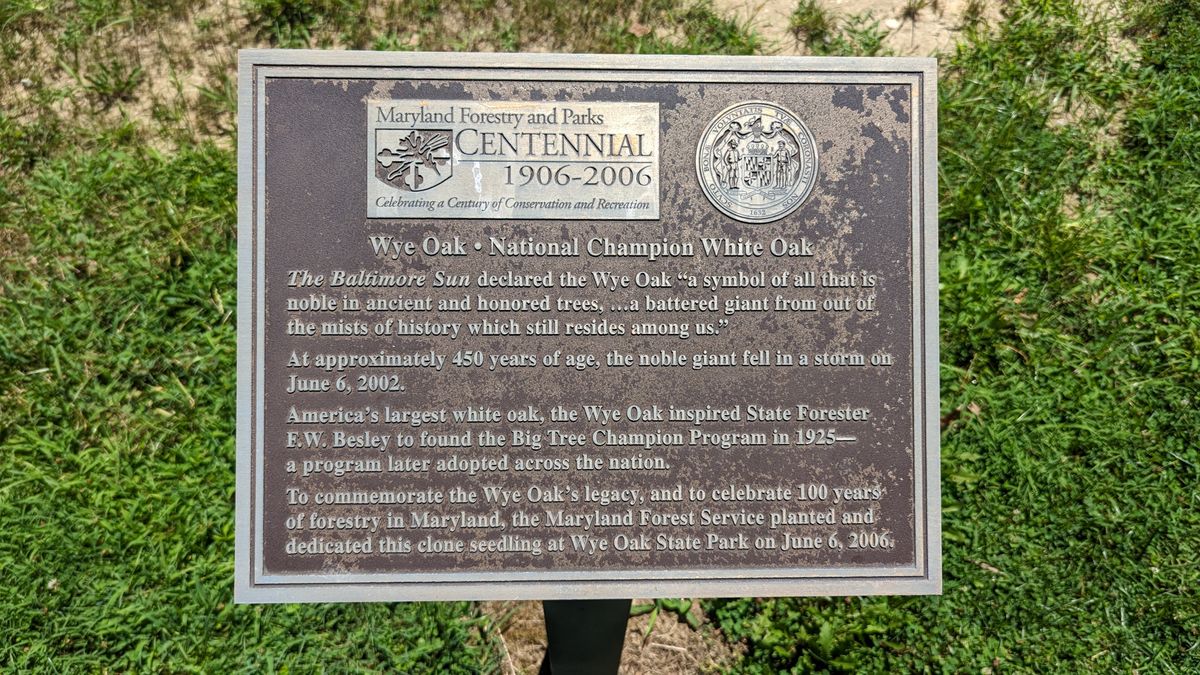 Maryland Forestry and Parks
CENTENNIAL
1906-2006
Celebrating a Century of Conservation and Recreation
1632
Wye Oak • National Champion White Oak
The Baltimore Sun declared the Wye Oak “a symbol of all that is
noble in ancient and honored trees, …a battered giant from out of
the mists of history which still resides among us.”
At approximately 450 years of age, the noble giant fell in a storm on
June 6, 2002.
America’s largest white oak, the Wye Oak inspired State Forester
F.W. Besley to found the Big Tree Champion Program in 1925—
a program later adopted across the nation.
To commemorate the Wye Oak’s legacy, and to celebrate 100 years
of forestry in Maryland, the Maryland Forest Service planted and
dedicated this clone seedling at Wye Oak State Park on June 6, 2006.